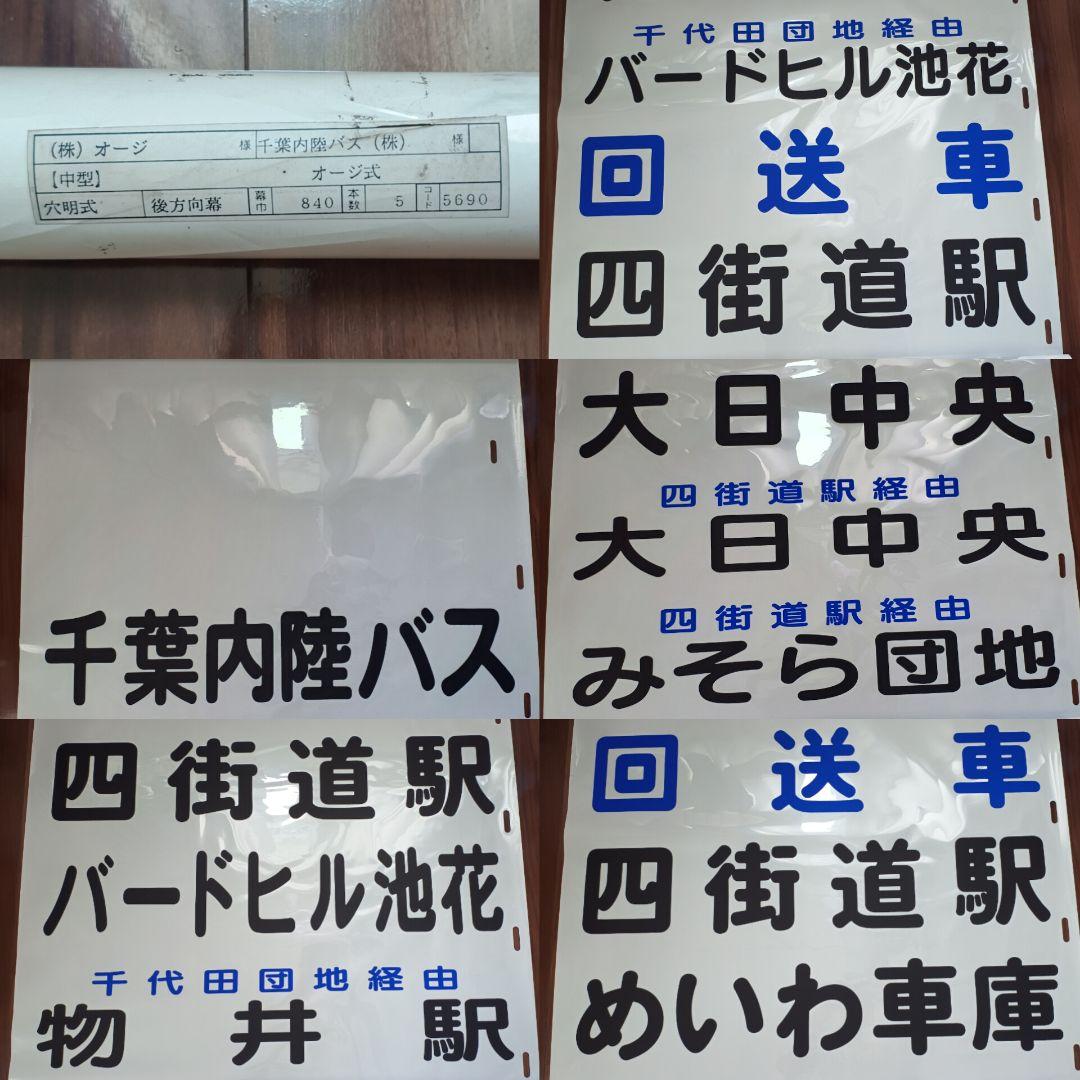 (株)オージ 様 千葉内陸バス(株) 様
【中型】 ・ オージ式
穴明式 後方向幕 幕巾 840 本数 5 コード 5690
千代田団地経由
バードヒル池花
回送車
四街道駅
千葉内陸バス
大日中央
四街道駅経由
大日中央
四街道駅経由
みそら団地
四街道駅
バードヒル池花
千代田団地経由
物井駅
回送車
四街道駅
めいわ車庫